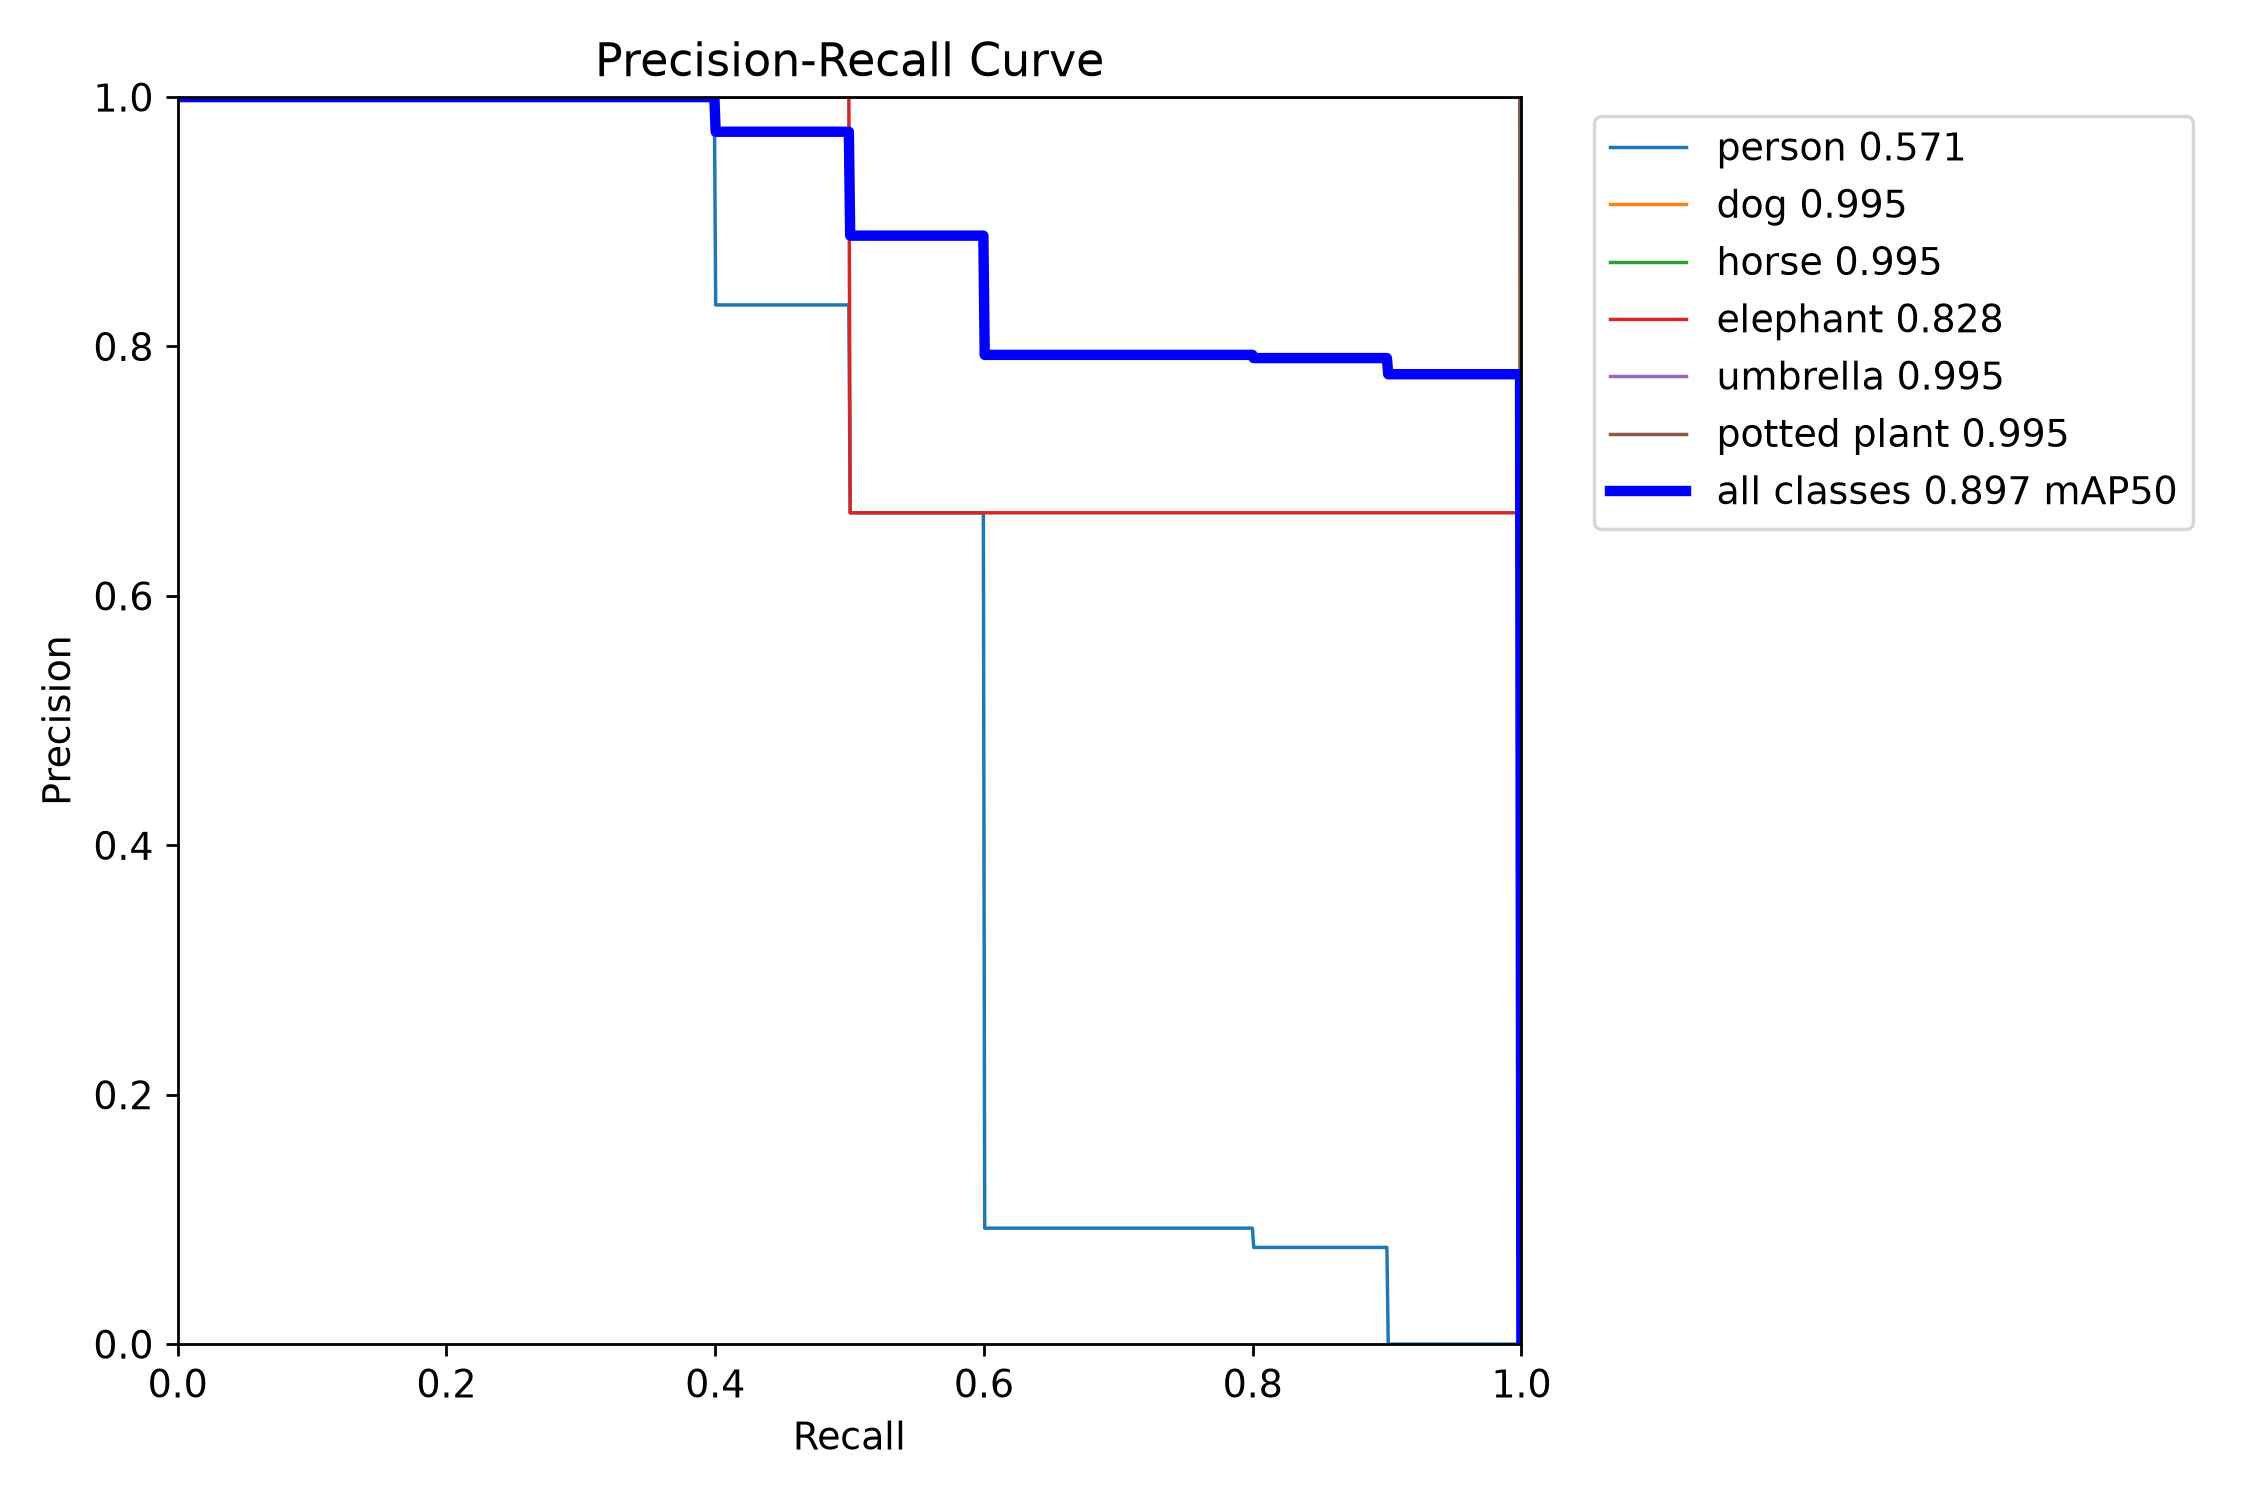 Precision-Recall Curve
1.0
0.8
0.6
0.4
0.2
0.0
Precision
0.0 0.2 0.4 0.6 0.8 1.0
Recall
person 0.571
dog 0.995
horse 0.995
elephant 0.828
umbrella 0.995
potted plant 0.995
all classes 0.897 mAP50